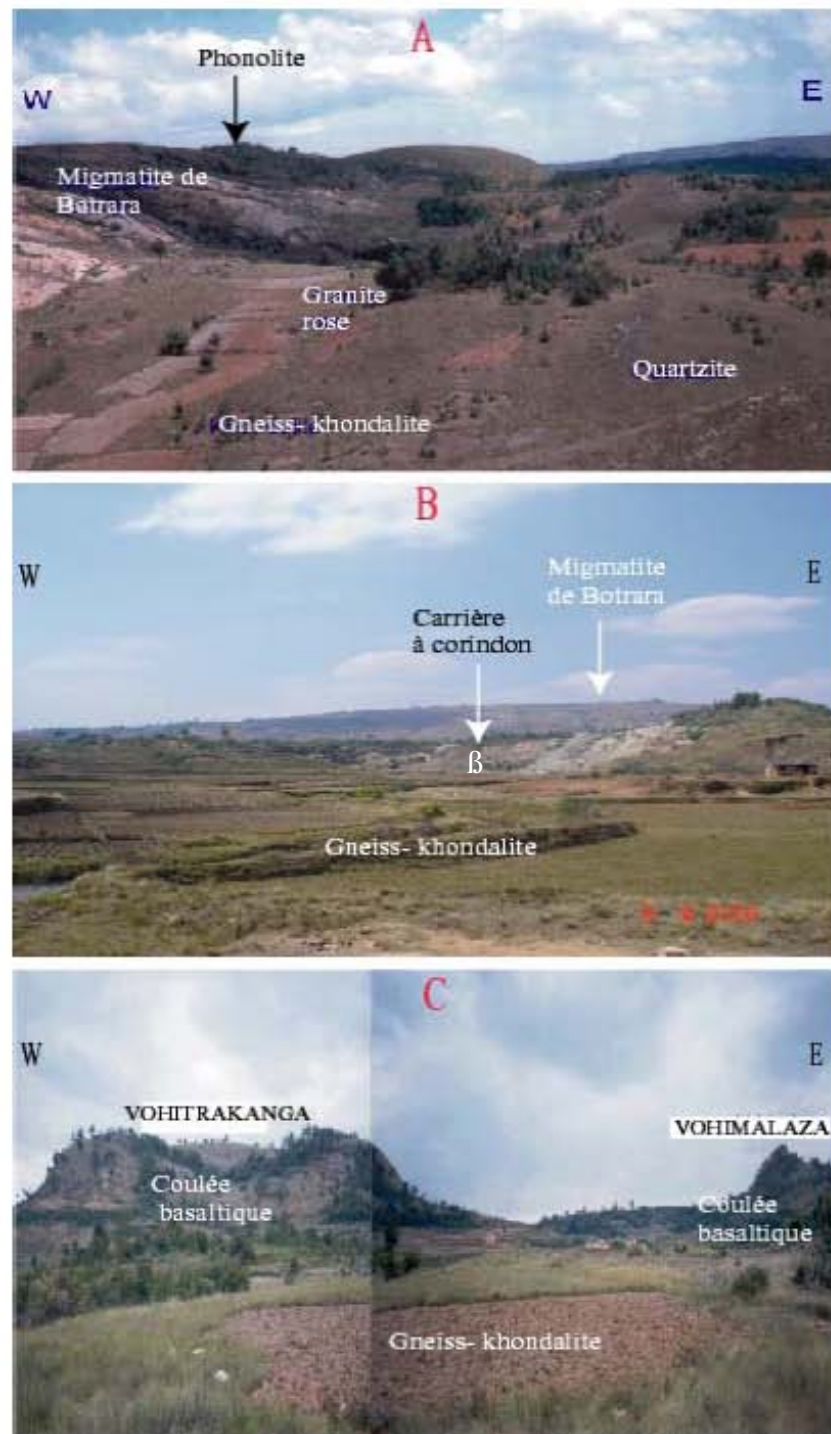 A
Phonolite
W
E
Migmatite de
Botrara
Granite
rose
Quartzite
Gneiss- khondalite
B
W
E
Migmatite
de Botrara
Carrière
à corindon
ß
Gneiss- khondalite
C
W
E
VOHITRAKANGA
VOHIMALAZA
Coulée
basaltique
Coulée
basaltique
Gneiss- khondalite